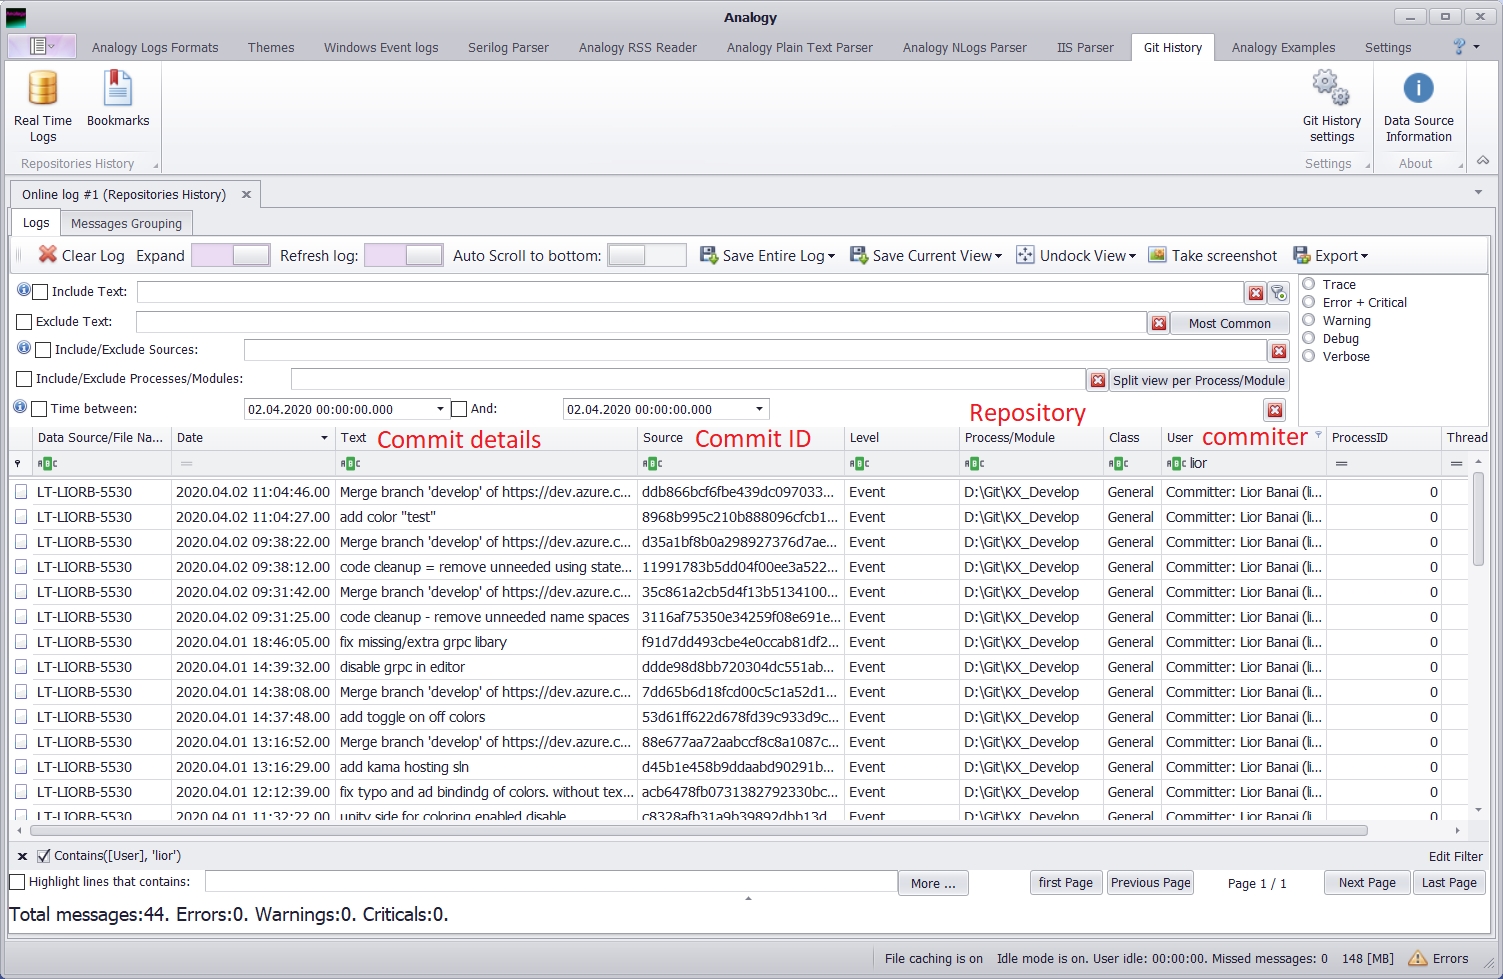 Analogy
Analogy Logs Formats Themes Windows Event logs Serilog Parser Analogy RSS Reader Analogy Plain Text Parser Analogy NLogs Parser IIS Parser Git History Analogy Examples Settings
Real Time Logs Bookmarks Git History settings Data Source Information
Repositories History Settings About
Online log #1 (Repositories History)
Logs Messages Grouping
Clear Log Expand Refresh log: Auto Scroll to bottom: Save Entire Log Save Current View Undock View Take screenshot Export
Include Text: Trace
Error + Critical
Exclude Text: Most Common Warning
Debug
Include/Exclude Sources: Verbose
Include/Exclude Processes/Modules: Split view per Process/Module
Time between: 02.04.2020 00:00:00.000 And: 02.04.2020 00:00:00.000 Repository
Data Source/File Na... Date Text Commit details Source Commit ID Level Process/Module Class User commiter ProcessID Thread
ABC = ABC ABC ABC ABC ABC ABC lior = =
LT-LIORB-5530 2020.04.02 11:04:46.00 Merge branch 'develop' of https://dev.azure.c... ddb866bcf6fbe439dc097033... Event D:\Git\KX_Develop General Committer: Lior Banai (li... 0
LT-LIORB-5530 2020.04.02 11:04:27.00 add color "test" 8968b995c210b888096cfcb1... Event D:\Git\KX_Develop General Committer: Lior Banai (li... 0
LT-LIORB-5530 2020.04.02 09:38:22.00 Merge branch 'develop' of https://dev.azure.c... d35a1bf8b0a298927376d7ae... Event D:\Git\KX_Develop General Committer: Lior Banai (li... 0
LT-LIORB-5530 2020.04.02 09:38:12.00 code cleanup = remove unneeded using state... 11991783b5dd04f00ee3a522... Event D:\Git\KX_Develop General Committer: Lior Banai (li... 0
LT-LIORB-5530 2020.04.02 09:31:42.00 Merge branch 'develop' of https://dev.azure.c... 35c861a2cb5d4f13b5134100... Event D:\Git\KX_Develop General Committer: Lior Banai (li... 0
LT-LIORB-5530 2020.04.02 09:31:25.00 code cleanup - remove unneeded name spaces 3116af75350e34259f08e691e... Event D:\Git\KX_Develop General Committer: Lior Banai (li... 0
LT-LIORB-5530 2020.04.01 18:46:05.00 fix missing/extra grpc libary f91d7dd493cbe4e0ccab81df2... Event D:\Git\KX_Develop General Committer: Lior Banai (li... 0
LT-LIORB-5530 2020.04.01 14:39:32.00 disable grpc in editor ddde98d8bb720304dc551ab... Event D:\Git\KX_Develop General Committer: Lior Banai (li... 0
LT-LIORB-5530 2020.04.01 14:38:08.00 Merge branch 'develop' of https://dev.azure.c... 7dd65b6d18fcd00c5c1a52d1... Event D:\Git\KX_Develop General Committer: Lior Banai (li... 0
LT-LIORB-5530 2020.04.01 14:37:48.00 add toggle on off colors 53d61ff622d678fd39c933d9c... Event D:\Git\KX_Develop General Committer: Lior Banai (li... 0
LT-LIORB-5530 2020.04.01 13:16:52.00 Merge branch 'develop' of https://dev.azure.c... 88e677aa72aabccf8c8a1087c... Event D:\Git\KX_Develop General Committer: Lior Banai (li... 0
LT-LIORB-5530 2020.04.01 13:16:29.00 add kama hosting sln d45b1e458b9ddaabd90291b... Event D:\Git\KX_Develop General Committer: Lior Banai (li... 0
LT-LIORB-5530 2020.04.01 12:12:39.00 fix typo and ad bindindg of colors. without tex... acb6478fb0731382792330bc... Event D:\Git\KX_Develop General Committer: Lior Banai (li... 0
LT-LIORB-5530 2020.04.01 11:32:22.00 unity side for coloring enabled disable c8328afb31a9b39892dbb13d Event D:\Git\KX_Develop General Committer: Lior Banai (li... 0
Contains([User], 'lior') Edit Filter
Highlight lines that contains: More ... first Page Previous Page Page 1 / 1 Next Page Last Page
Total messages:44. Errors:0. Warnings:0. Criticals:0.
File caching is on Idle mode is on. User idle: 00:00:00. Missed messages: 0 148 [MB] Errors